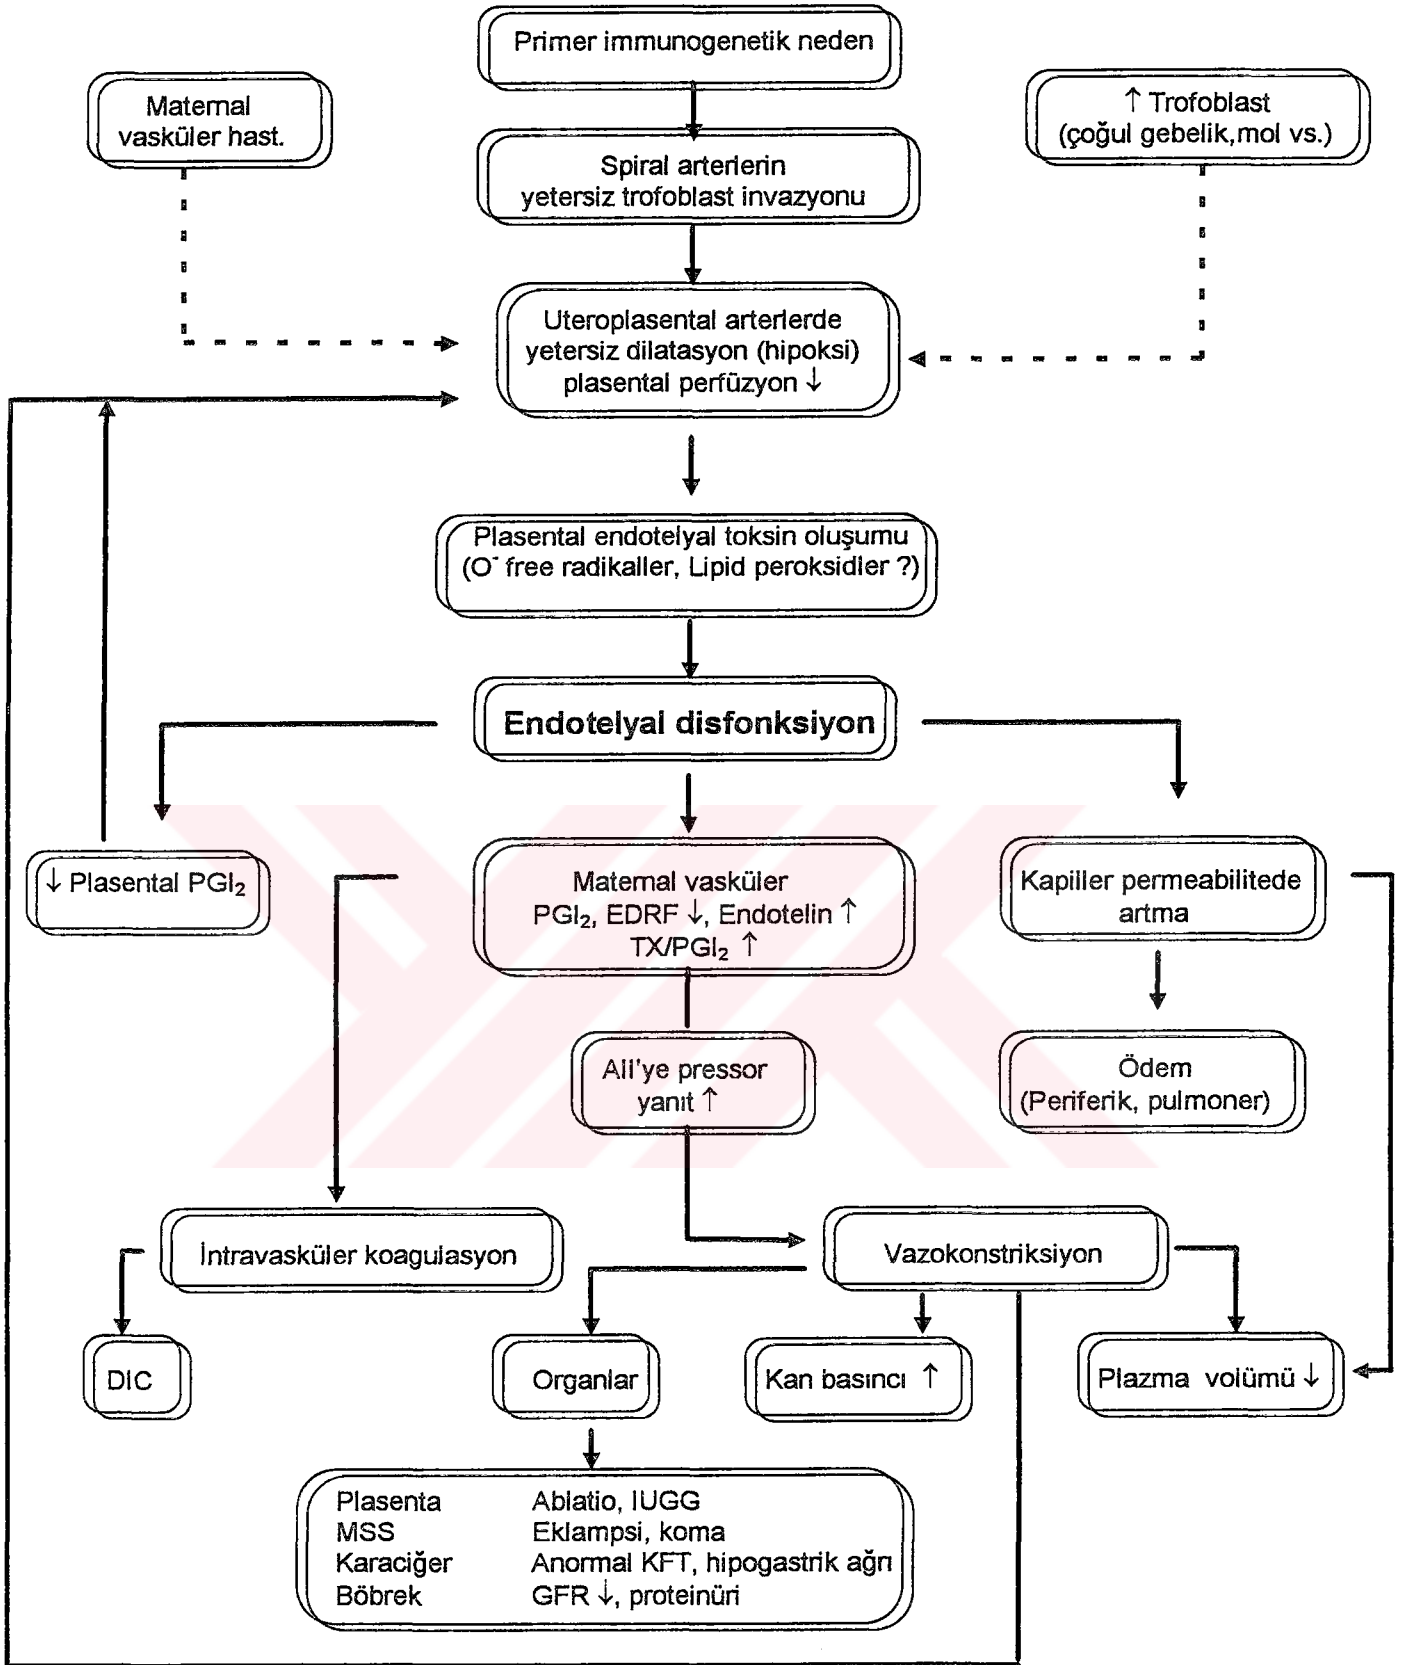 Primer immunogenetik neden
Maternal
vasküler hast.
↑ Trofoblast
(çoğul gebelik,mol vs.)
Spiral arterlerin
yetersiz trofoblast invazyonu
Uteroplasental arterlerde
yetersiz dilatasyon (hipoksi)
plasental perfüzyon ↓
Plasental endotelyal toksin oluşumu
(O⁻ free radikaller, Lipid peroksidler ?)
Endotelyal disfonksiyon
↓ Plasental PGI₂
Maternal vasküler
PGI₂, EDRF ↓, Endotelin ↑
TX/PGI₂ ↑
Kapiller permeabilitede
artma
AII'ye pressor
yanıt ↑
Ödem
(Periferik, pulmoner)
İntravasküler koagulasyon
Vazokonstriksiyon
DIC
Organlar
Kan basıncı ↑
Plazma volümü ↓
Plasenta Ablatio, IUGG
MSS Eklampsi, koma
Karaciğer Anormal KFT, hipogastrik ağrı
Böbrek GFR ↓, proteinüri